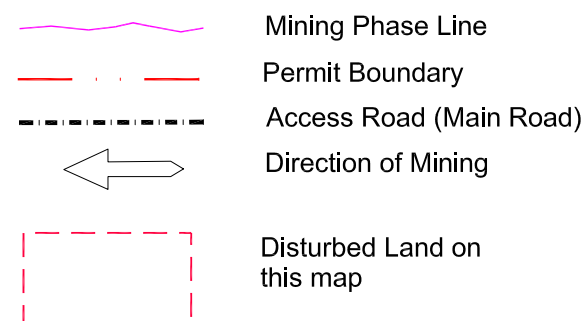 Mining Phase Line
Permit Boundary
Access Road (Main Road)
Direction of Mining
Disturbed Land on
this map